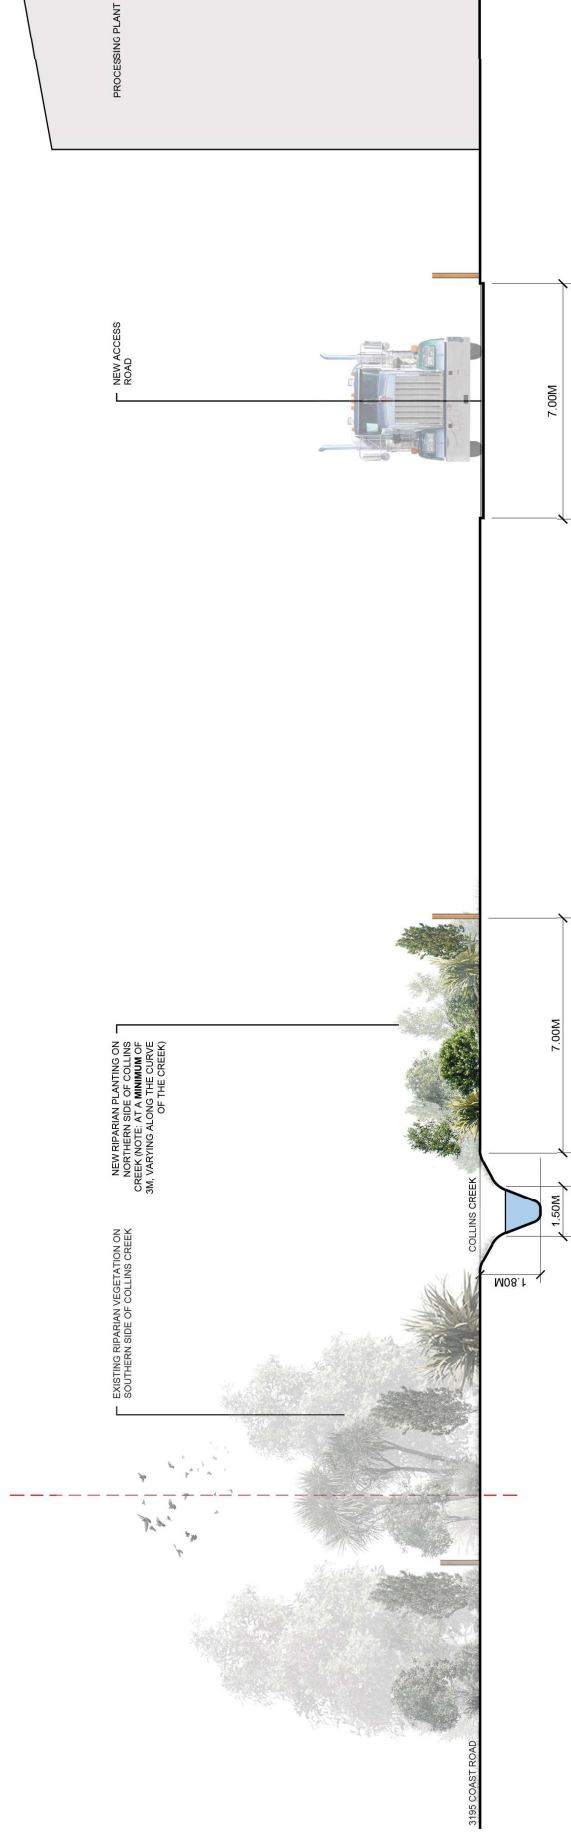 3195 COAST ROAD
EXISTING RIPARIAN VEGETATION ON
SOUTHERN SIDE OF COLLINS CREEK
COLLINS CREEK
1.80M
1.50M
NEW RIPARIAN PLANTING ON
NORTHERN SIDE OF COLLINS
CREEK (NOTE: AT A MINIMUM OF
3M, VARYING ALONG THE CURVE
OF THE CREEK)
7.00M
NEW ACCESS
ROAD
7.00M
PROCESSING PLANT